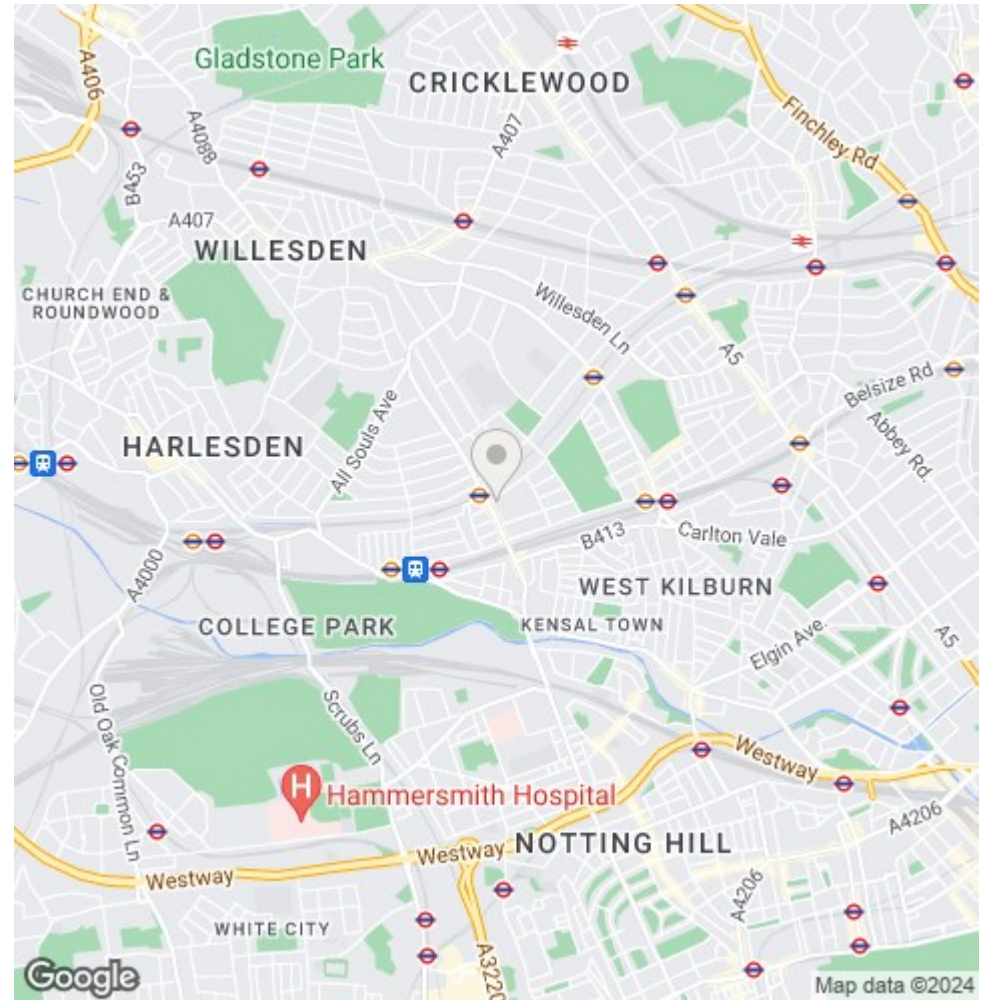 Gladstone Park
CRICKLEWOOD
A406
A4088
A407
Finchley Rd
B453
A407
WILLESDEN
CHURCH END &
ROUNDWOOD
Willesden Ln
A5
Belsize Rd
Abbey Rd.
All Souls Ave
HARLESDEN
B413
Carlton Vale
A4000
WEST KILBURN
COLLEGE PARK
KENSAL TOWN
Elgin Ave.
A5
Old Oak Common Ln
Scrubs Ln
Westway
H
Hammersmith Hospital
A4206
Westway
NOTTING HILL
Westway
A4206
WHITE CITY
A3220
Google
Map data ©2024